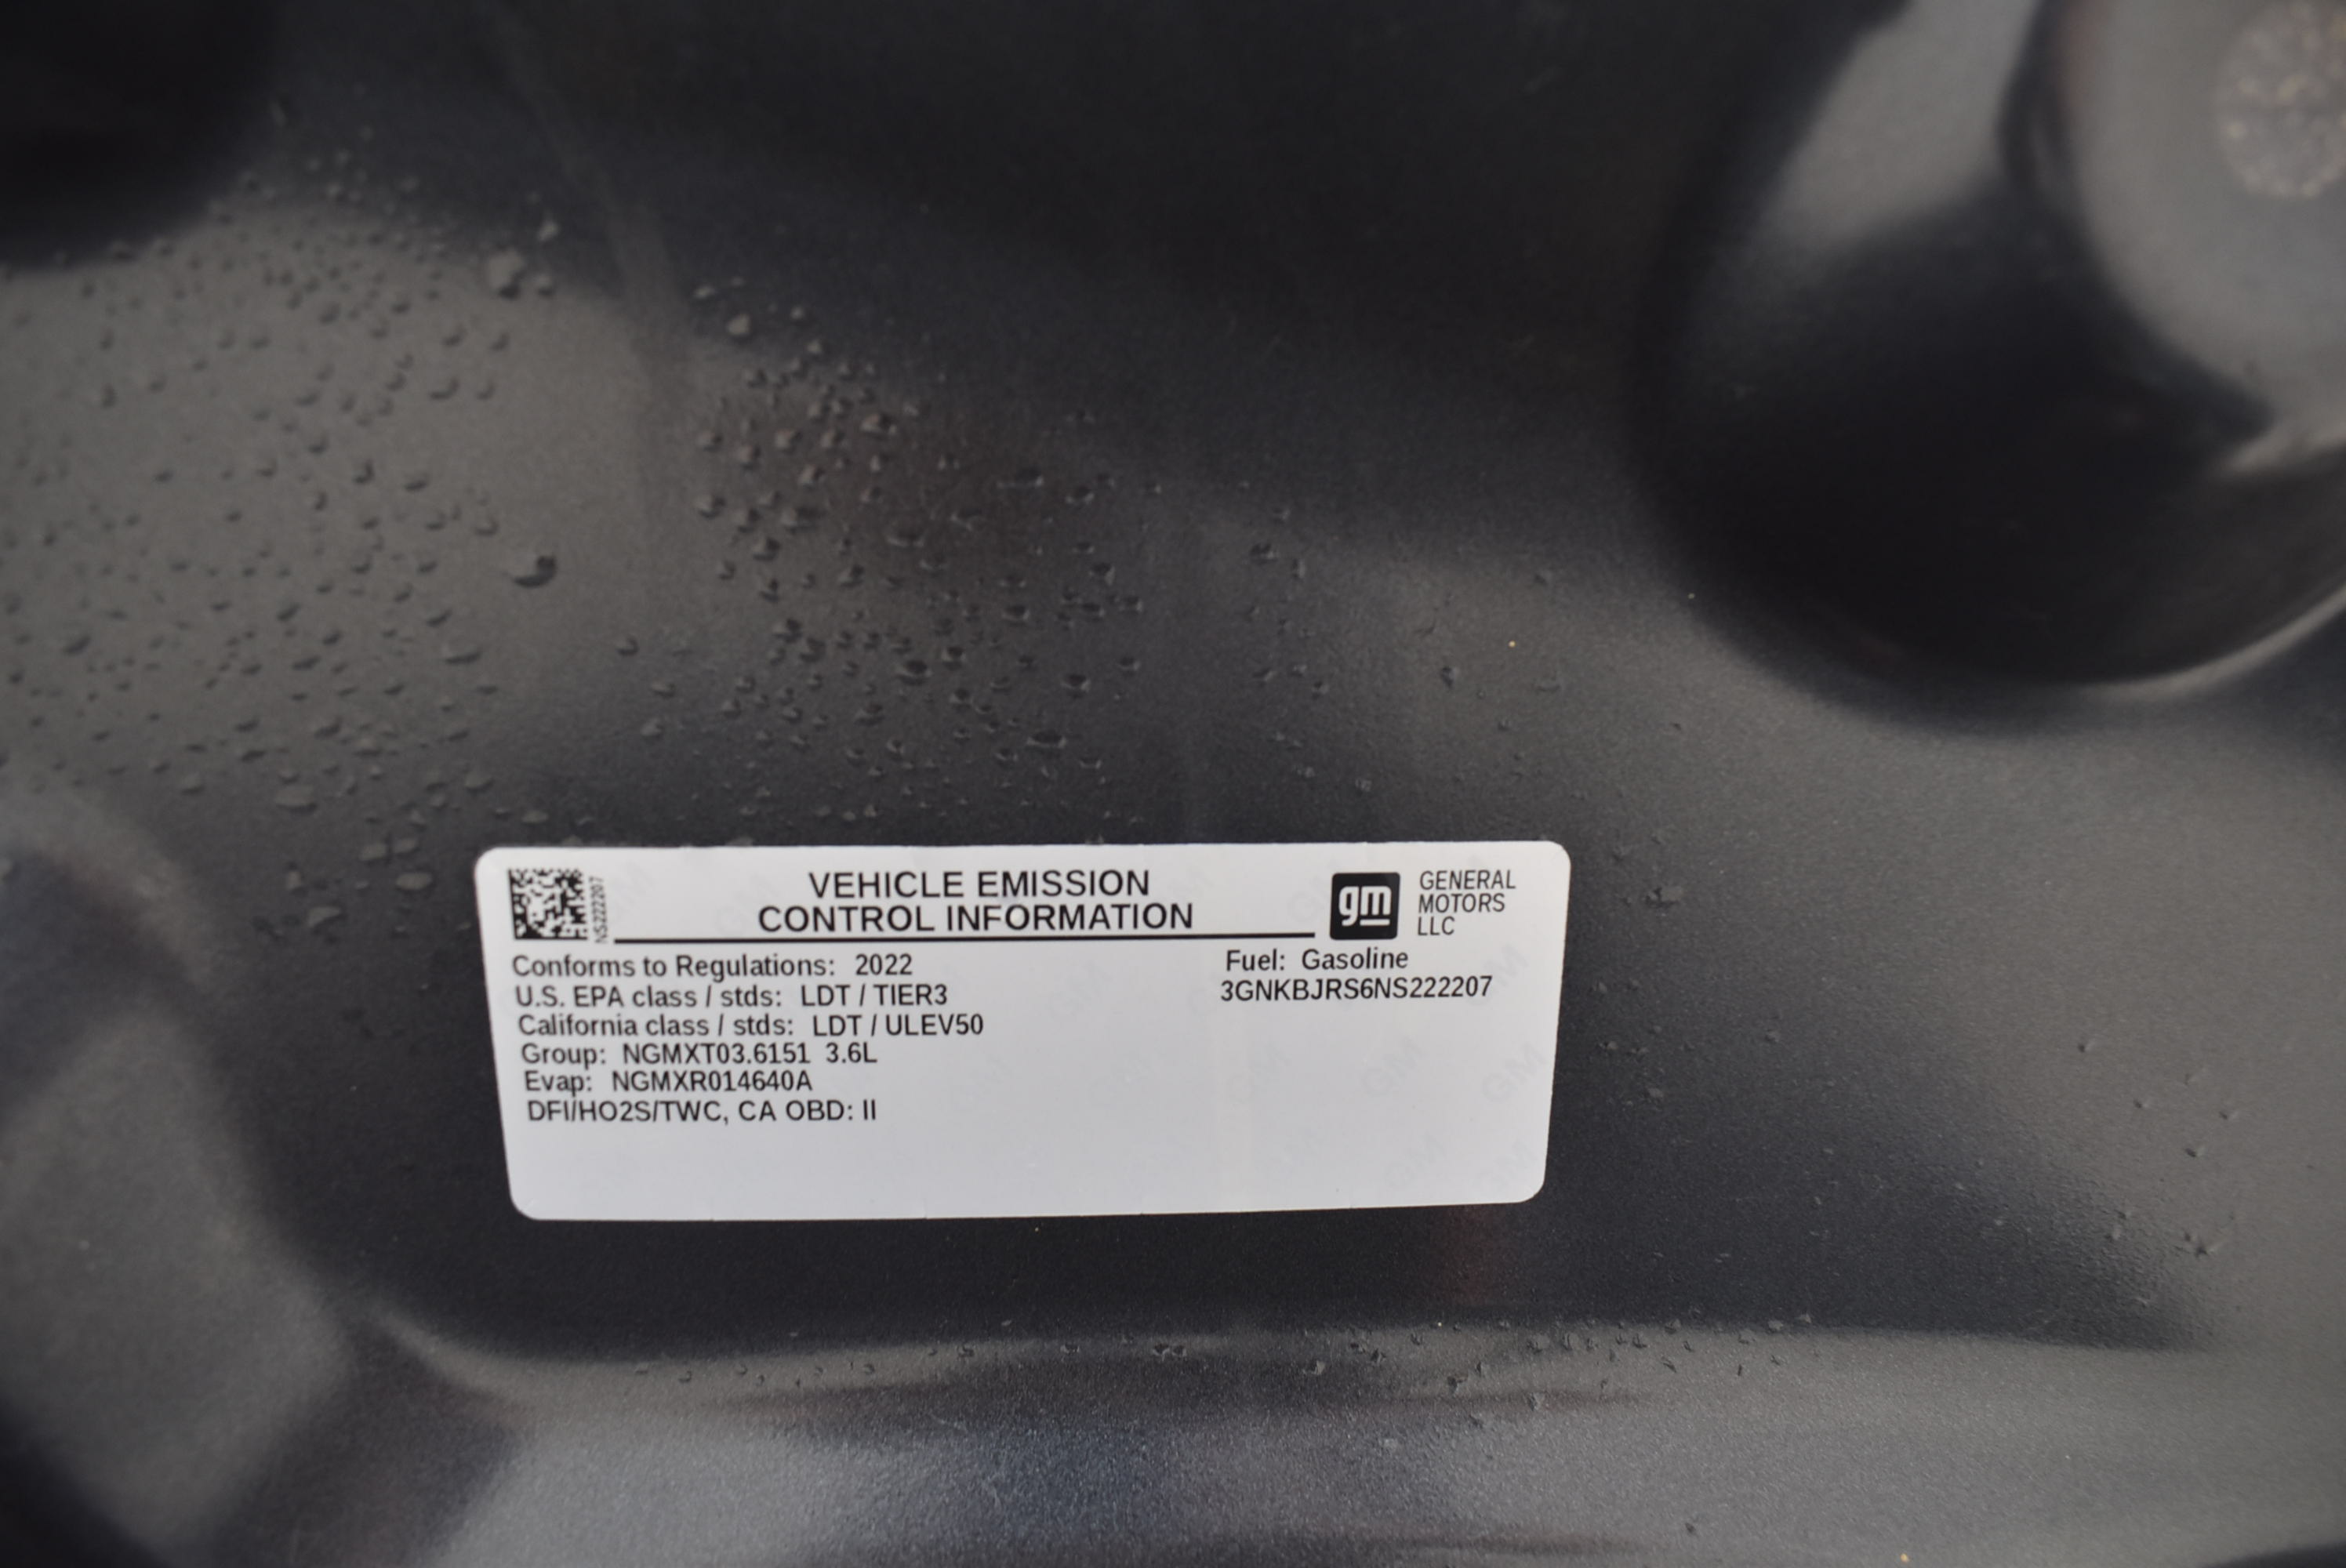 NS222207
VEHICLE EMISSION
CONTROL INFORMATION
gm
GENERAL
MOTORS
LLC
Conforms to Regulations: 2022
U.S. EPA class / stds: LDT / TIER3
California class / stds: LDT / ULEV50
Group: NGMXT03.6151 3.6L
Evap: NGMXR014640A
DFI/HO2S/TWC, CA OBD: II
Fuel: Gasoline
3GNKBJRS6NS222207